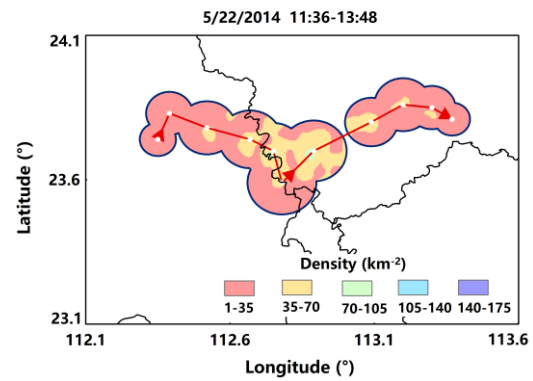 5/22/2014 11:36-13:48
24.1
23.6
23.1
Latitude (°)
Density (km-2)
1-35 35-70 70-105 105-140 140-175
112.1 112.6 113.1 113.6
Longitude (°)